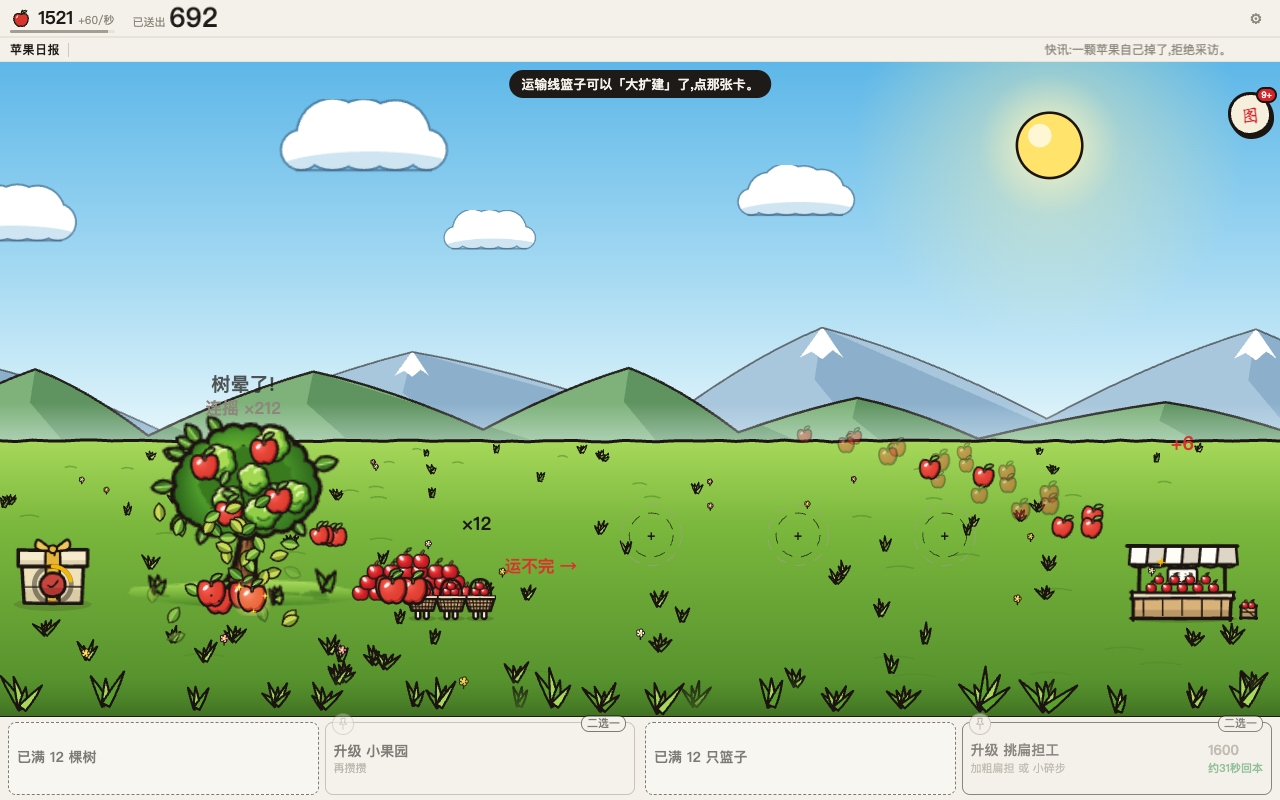 1521 +60/秒 已送出 692
苹果日报
快讯:一颗苹果自己掉了,拒绝采访。
运输线篮子可以「大扩建」了,点那张卡。
9+
图
树晕了!
连摇 ×212
+6
×12
运不完 →
已满 12 棵树
二选一
升级 小果园
再攒攒
已满 12 只篮子
二选一
升级 挑扁担工 1600
加粗扁担 或 小碎步 约31秒回本